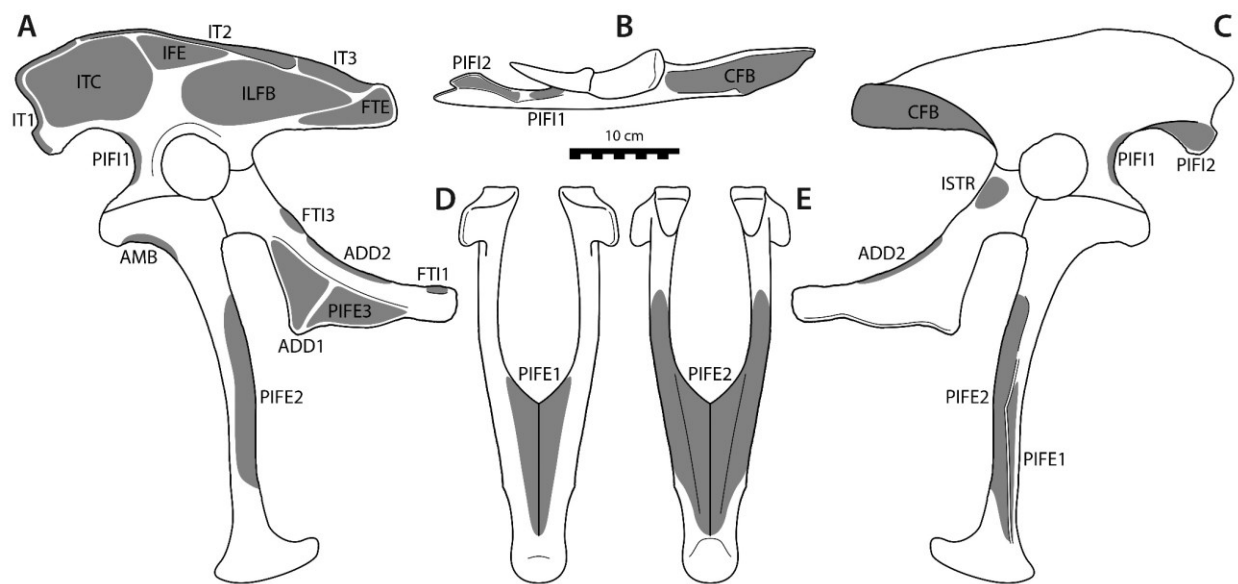 A
IT2
B
C
IFE
IT3
PIFI2
ITC
CFB
ILFB
FTE
CFB
IT1
PIFI1
10 cm
PIFI1
PIFI1
PIFI2
D
E
ISTR
FTI3
AMB
ADD2
ADD2
FTI1
PIFE3
ADD1
PIFE1
PIFE2
PIFE2
PIFE2
PIFE1